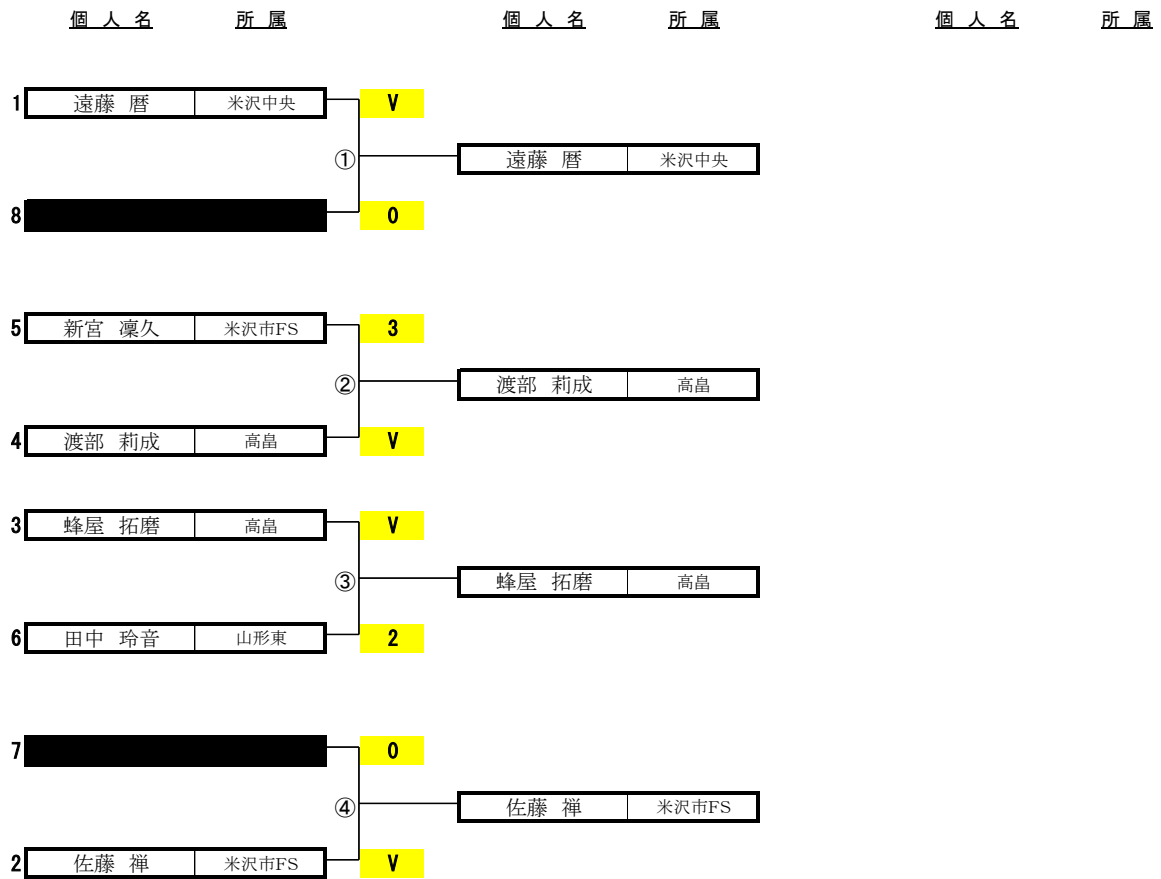 個 人 名 所 属 個 人 名 所 属 個 人 名 所 属
1 遠藤 暦 米沢中央 V
① 遠藤 暦 米沢中央
8 0
5 新宮 凜久 米沢市FS 3
② 渡部 莉成 高畠
4 渡部 莉成 高畠 V
3 蜂屋 拓磨 高畠 V
③ 蜂屋 拓磨 高畠
6 田中 玲音 山形東 2
7 0
④ 佐藤 禅 米沢市FS
2 佐藤 禅 米沢市FS V